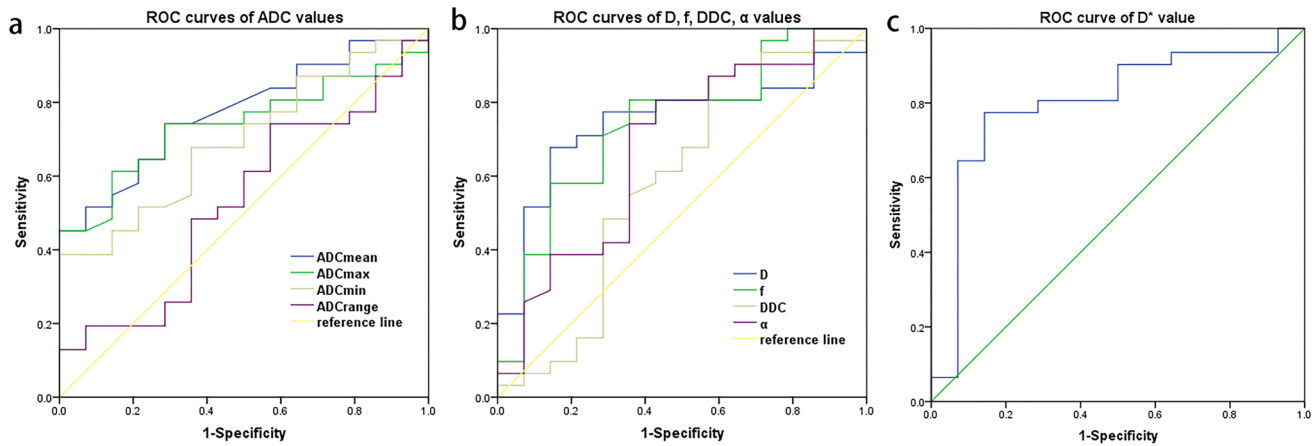 a
ROC curves of ADC values
1.0
0.8
0.6
0.4
0.2
0.0
Sensitivity
0.0 0.2 0.4 0.6 0.8 1.0
1-Specificity
ADCmean
ADCmax
ADCmin
ADCrange
reference line
b
ROC curves of D, f, DDC, α values
1.0
0.8
0.6
0.4
0.2
0.0
Sensitivity
0.0 0.2 0.4 0.6 0.8 1.0
1-Specificity
D
f
DDC
α
reference line
c
ROC curve of D* value
1.0
0.8
0.6
0.4
0.2
0.0
Sensitivity
0.0 0.2 0.4 0.6 0.8 1.0
1-Specificity